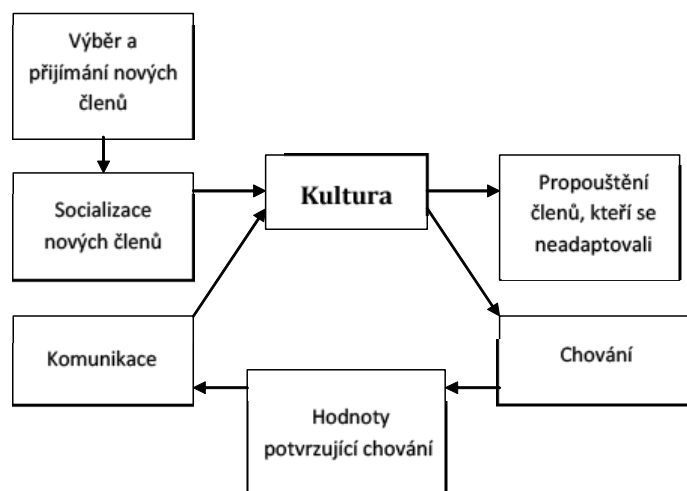 Výběr a
přijímání nových
členů
Socializace
nových členů
Kultura
Propouštění
členů, kteří se
neadaptovali
Komunikace
Hodnoty
potvrzující chování
Chování